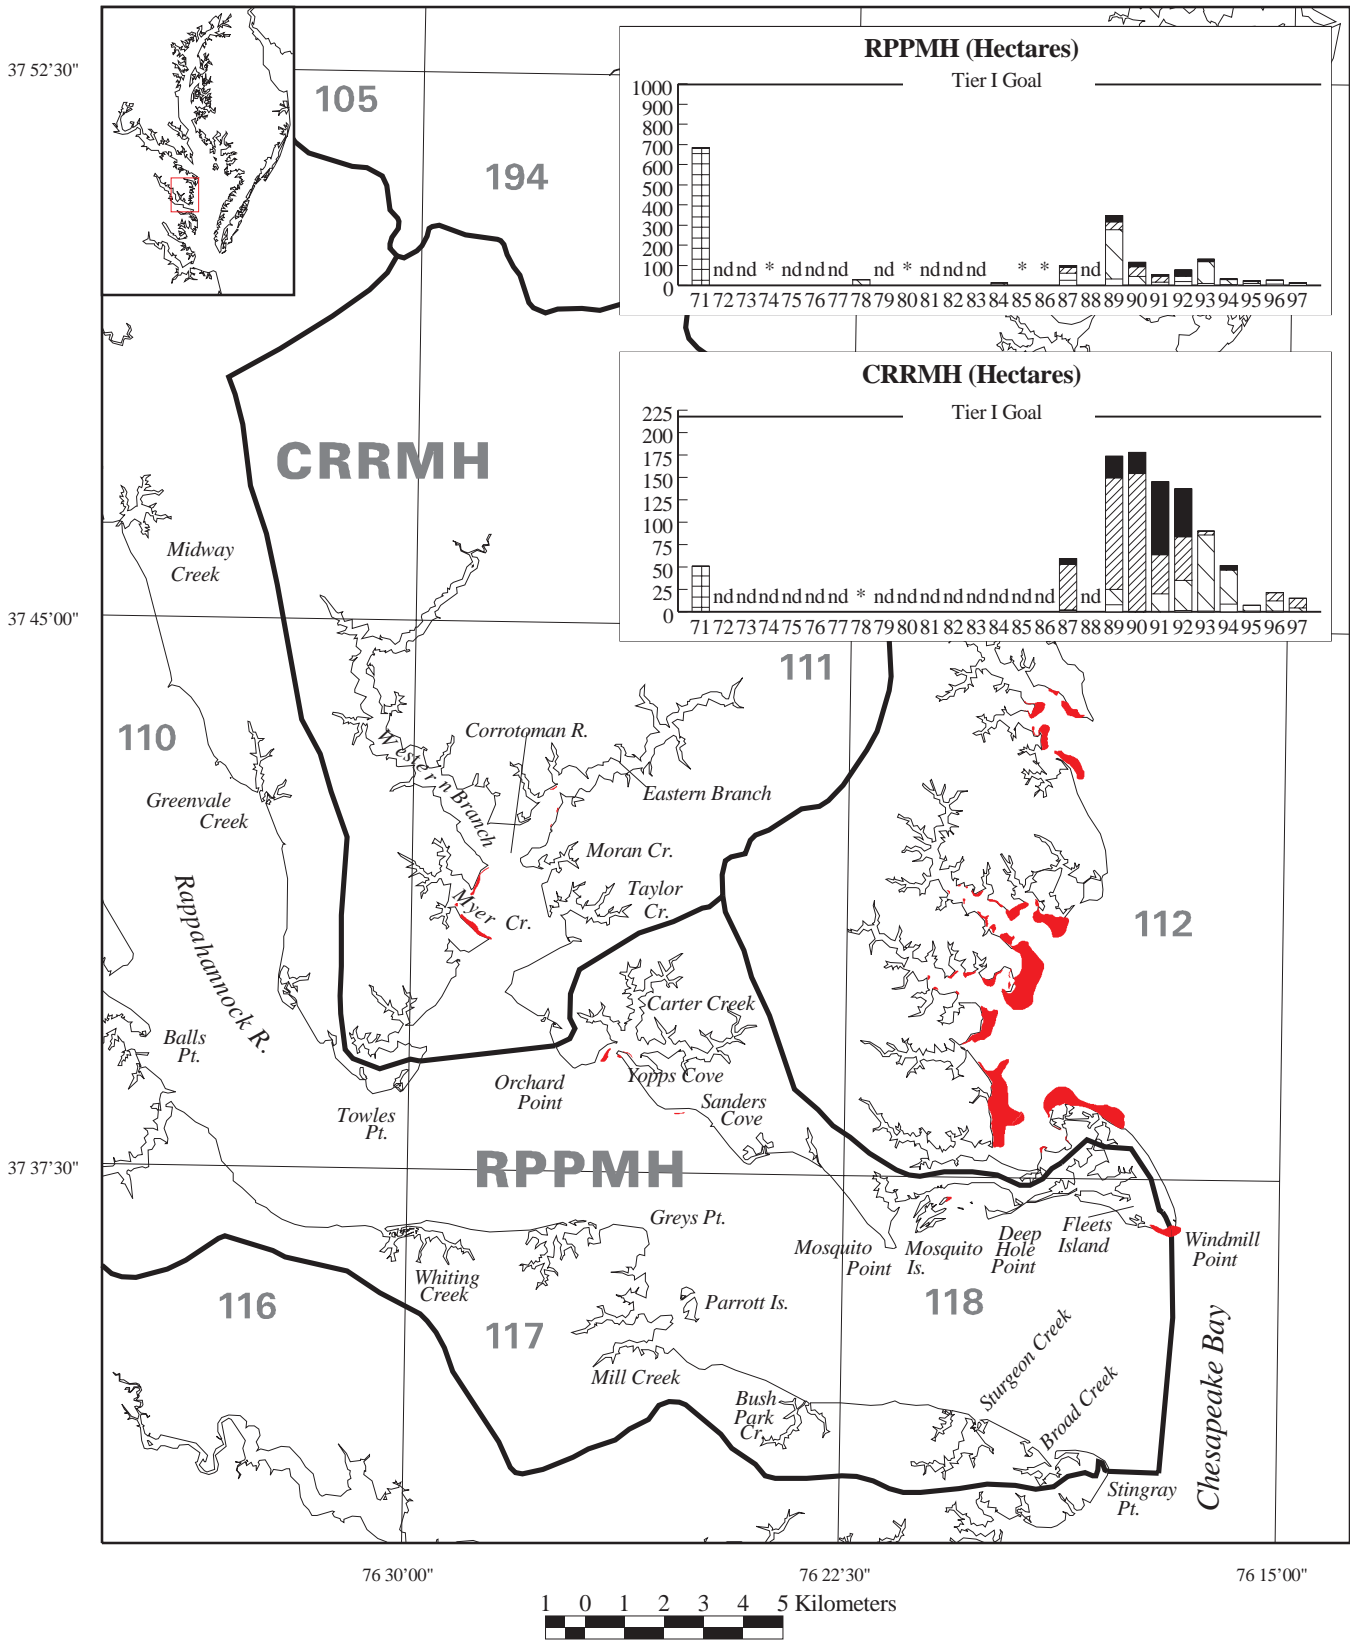 37 52'30"
105
194
RPPMH (Hectares)
Tier I Goal
1000
900
800
700
600
500
400
300
200
100
0
nd nd * nd nd nd nd * nd nd nd * * nd
71 72 73 74 75 76 77 78 79 80 81 82 83 84 85 86 87 88 89 90 91 92 93 94 95 96 97
CRRMH (Hectares)
Tier I Goal
225
200
175
150
125
100
75
50
25
0
nd nd nd nd nd nd * nd nd nd nd nd nd nd nd nd
71 72 73 74 75 76 77 78 79 80 81 82 83 84 85 86 87 88 89 90 91 92 93 94 95 96 97
CRRMH
Midway
Creek
37 45'00"
111
110
Corrotoman R.
Western Branch
Eastern Branch
Greenvale
Creek
Moran Cr.
Taylor
Cr.
Myer Cr.
112
Rappahannock R.
Carter Creek
Balls
Pt.
Orchard
Point
Yopps Cove
Sanders
Cove
Towles
Pt.
37 37'30"
RPPMH
Greys Pt.
Mosquito
Point
Mosquito
Is.
Deep
Hole
Point
Fleets
Island
Windmill
Point
Whiting
Creek
116
117
118
Parrott Is.
Mill Creek
Bush
Park
Cr.
Sturgeon Creek
Broad Creek
Chesapeake Bay
Stingray
Pt.
76 30'00"
76 22'30"
76 15'00"
1 0 1 2 3 4 5 Kilometers